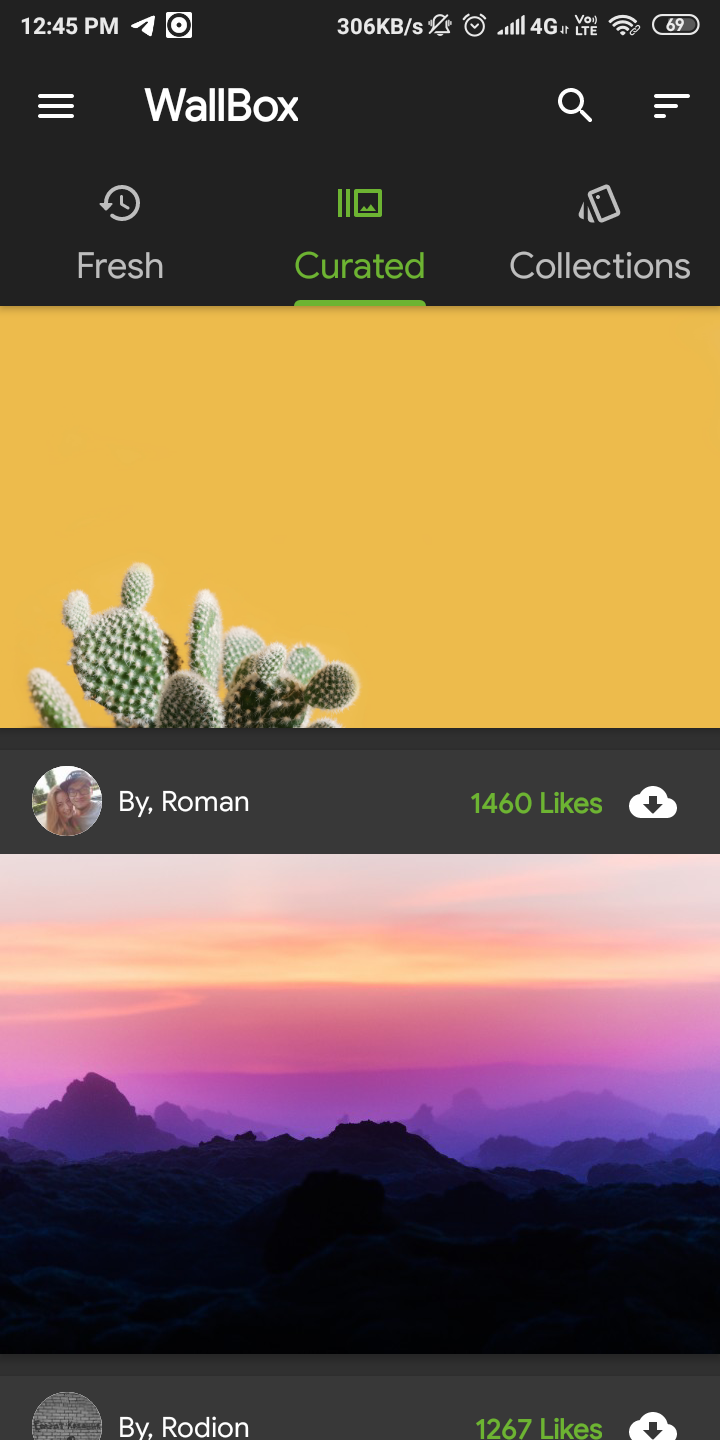 12:45 PM 306KB/s 4G Vo) LTE 69
WallBox
Fresh Curated Collections
By, Roman 1460 Likes
By, Rodion 1267 Likes